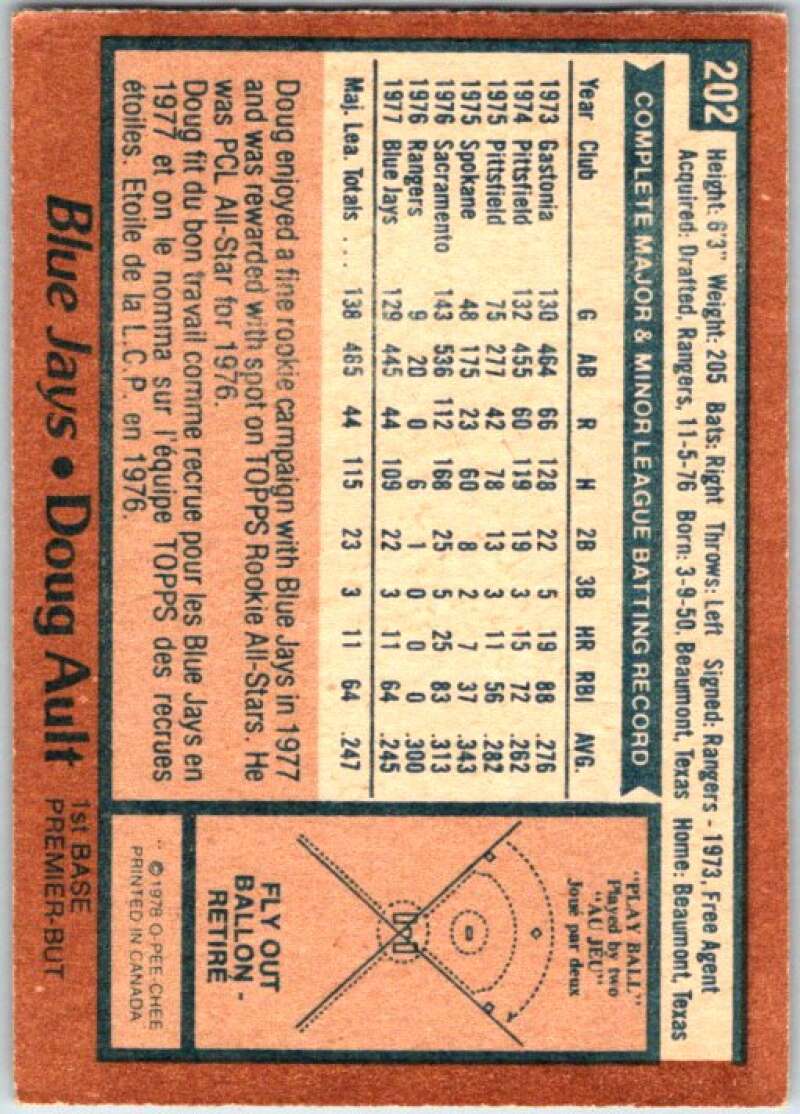 202
Height: 6'3" Weight: 205 Bats: Right Throws: Left Signed: Rangers - 1973, Free Agent
Acquired: Drafted, Rangers, 11-5-76 Born: 3-9-50, Beaumont, Texas Home: Beaumont, Texas
COMPLETE MAJOR & MINOR LEAGUE BATTING RECORD
Year Club G AB R H 2B 3B HR RBI AVG.
1973 Gastonia 130 464 66 128 22 5 19 88 .276
1974 Pittsfield 132 455 60 119 19 3 15 72 .262
1975 Pittsfield 75 277 42 78 13 3 11 56 .282
1975 Spokane 48 175 23 60 8 2 7 37 .343
1976 Sacramento 143 536 112 168 25 5 25 83 .313
1976 Rangers 9 20 0 6 1 0 0 0 .300
1977 Blue Jays 129 445 44 109 22 3 11 64 .245
Maj. Lea. Totals .... 138 465 44 115 23 3 11 64 .247
Doug enjoyed a fine rookie campaign with Blue Jays in 1977
and was rewarded with spot on TOPPS Rookie All-Stars. He
was PCL All-Star for 1976.
Doug fit du bon travail comme recrue pour les Blue Jays en
1977 et on le nomma sur l'équipe TOPPS des recrues
étoiles. Etoile de la L.C.P. en 1976.
"PLAY BALL"
Played by two
"AU JEU"
Joué par deux
FLY OUT
BALLON -
RETIRÉ
©1978 O-PEE-CHEE
PRINTED IN CANADA
Blue Jays • Doug Ault
1st BASE
PREMIER-BUT